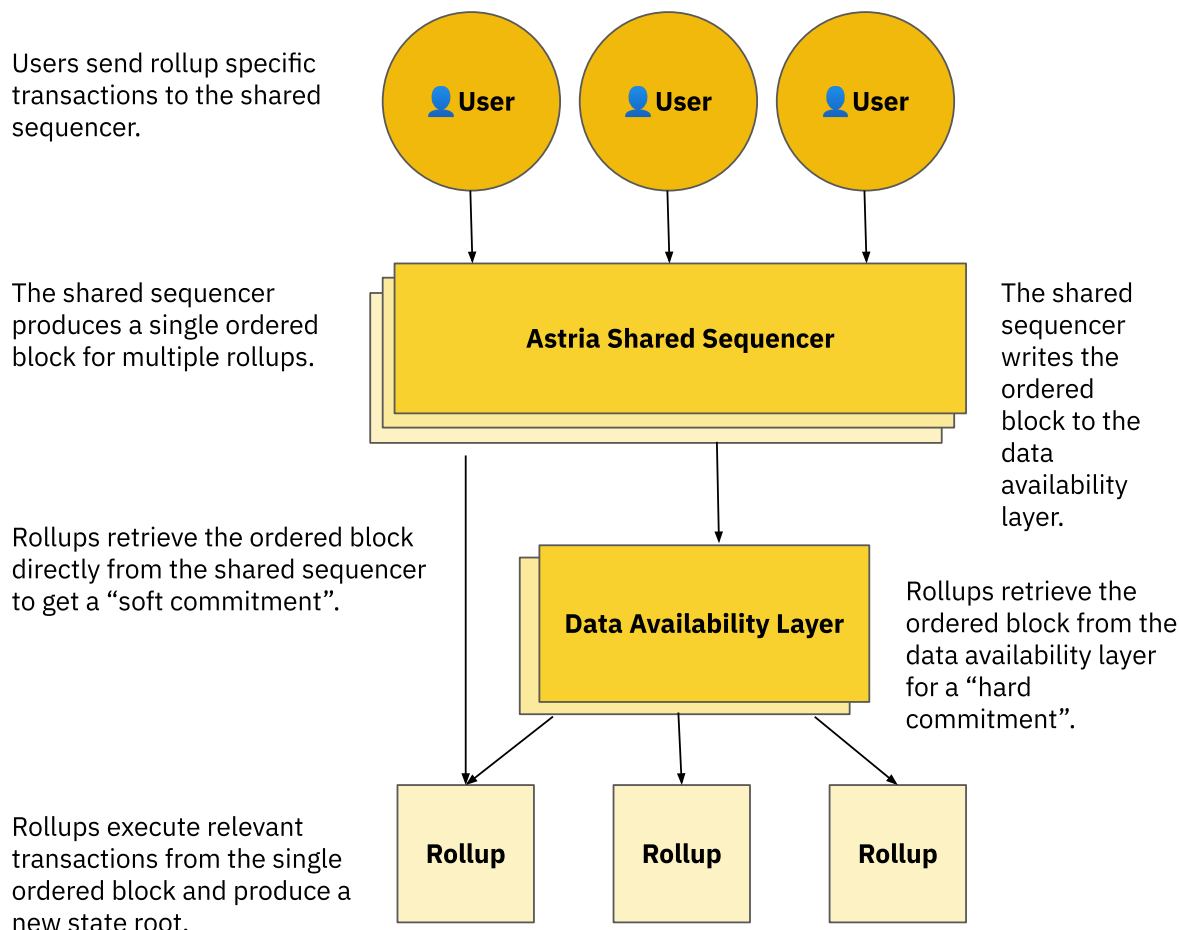 Users send rollup specific
transactions to the shared
sequencer.
User
User
User
The shared sequencer
produces a single ordered
block for multiple rollups.
Astria Shared Sequencer
The shared
sequencer
writes the
ordered
block to the
data
availability
layer.
Rollups retrieve the ordered block
directly from the shared sequencer
to get a “soft commitment”.
Data Availability Layer
Rollups retrieve the
ordered block from the
data availability layer
for a “hard
commitment”.
Rollups execute relevant
transactions from the single
ordered block and produce a
new state root.
Rollup
Rollup
Rollup